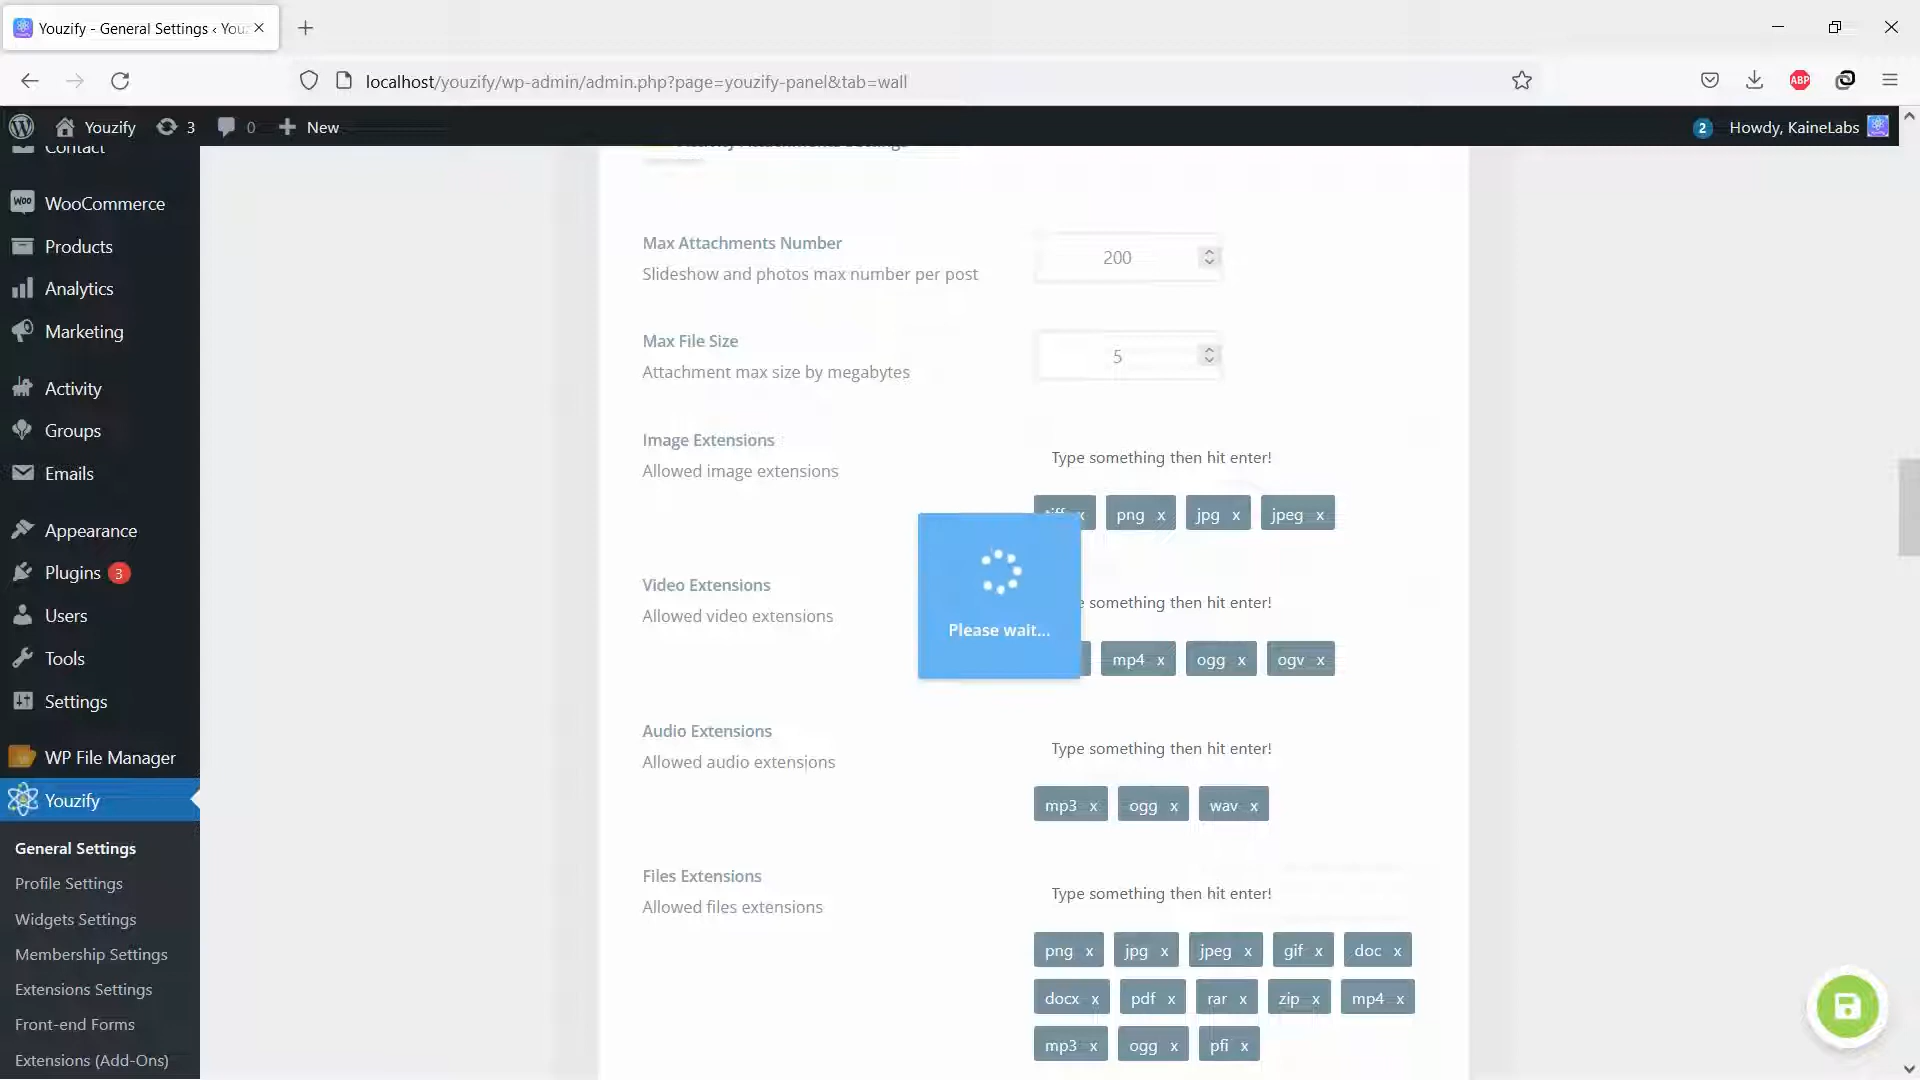 Youzify - General Settings ‹ You
localhost/youzify/wp-admin/admin.php?page=youzify-panel&tab=wall
ABP
Youzify
3
0
New
2
Howdy, KaineLabs
Contact
WooCommerce
Products
Analytics
Marketing
Activity
Groups
Emails
Appearance
Plugins 3
Users
Tools
Settings
WP File Manager
Youzify
General Settings
Profile Settings
Widgets Settings
Membership Settings
Extensions Settings
Front-end Forms
Extensions (Add-Ons)
Max Attachments Number
Slideshow and photos max number per post
200
Max File Size
Attachment max size by megabytes
5
Image Extensions
Allowed image extensions
Type something then hit enter!
tiff x png x jpg x jpeg x
Please wait...
Video Extensions
Allowed video extensions
something then hit enter!
mp4 x ogg x ogv x
Audio Extensions
Allowed audio extensions
Type something then hit enter!
mp3 x ogg x wav x
Files Extensions
Allowed files extensions
Type something then hit enter!
png x jpg x jpeg x gif x doc x
docx x pdf x rar x zip x mp4 x
mp3 x ogg x pfi x